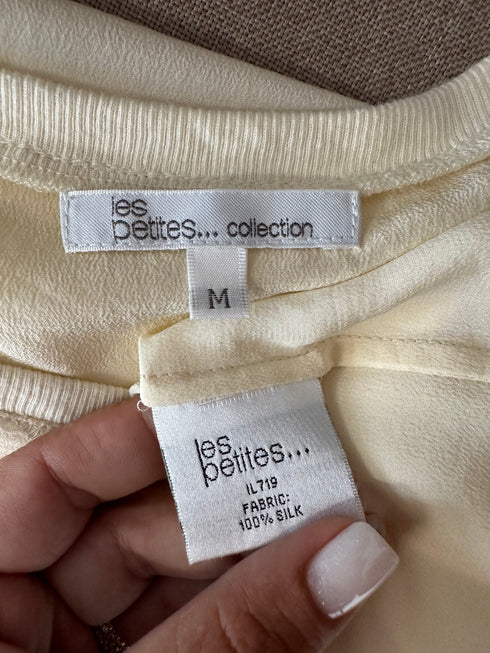 les
petites... collection
M
les
petites...
IL719
FABRIC:
100% SILK